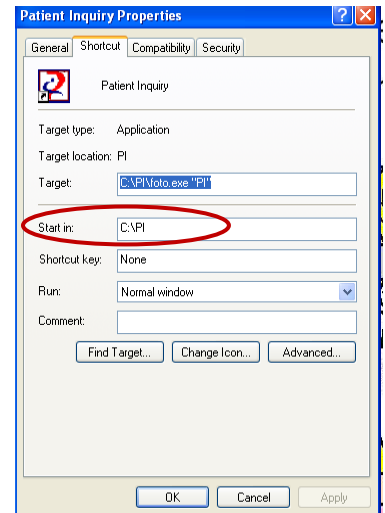 Patient Inquiry Properties
General Shortcut Compatibility Security
Patient Inquiry
Target type: Application
Target location: PI
Target: C:\PI\foto.exe "PI"
Start in: C:\PI
Shortcut key: None
Run: Normal window
Comment:
Find Target... Change Icon... Advanced...
OK Cancel Apply